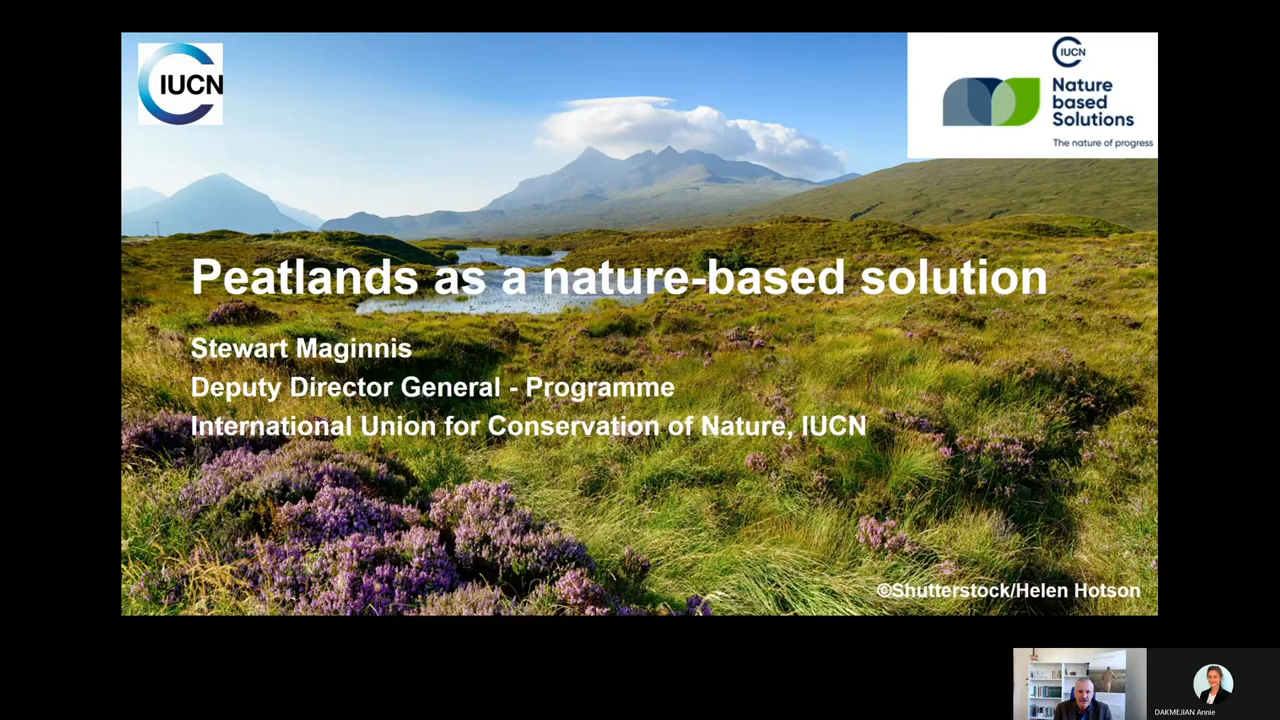 IUCN
IUCN
Nature
based
Solutions
The nature of progress
Peatlands as a nature-based solution
Stewart Maginnis
Deputy Director General - Programme
International Union for Conservation of Nature, IUCN
©Shutterstock/Helen Hotson
DAKMEJIAN Annie